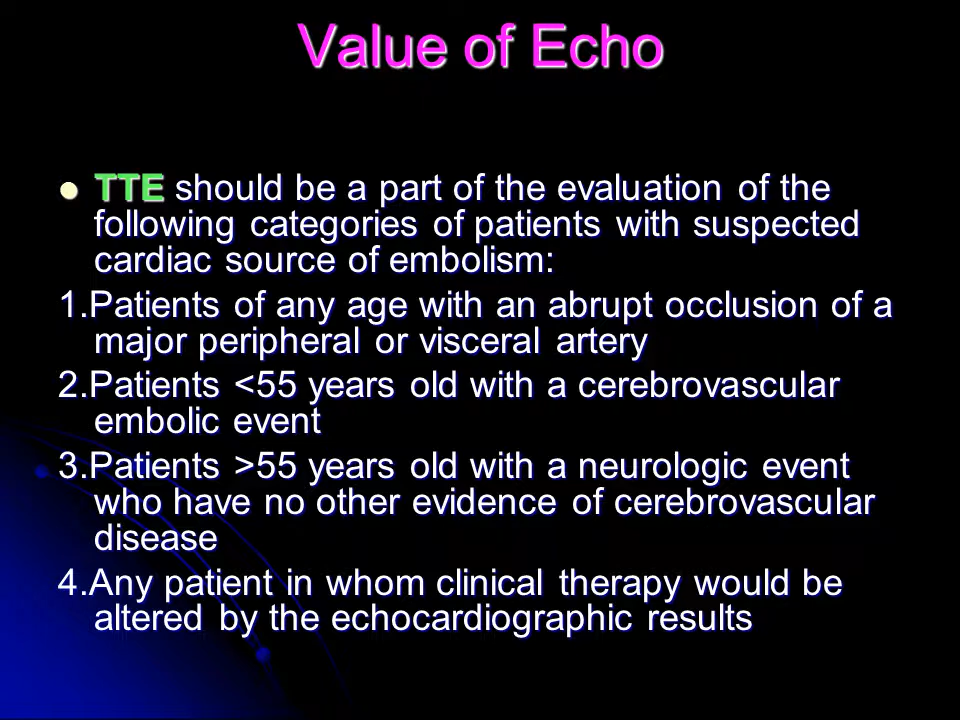 Value of Echo
TTE should be a part of the evaluation of the
following categories of patients with suspected
cardiac source of embolism:
1.Patients of any age with an abrupt occlusion of a
major peripheral or visceral artery
2.Patients <55 years old with a cerebrovascular
embolic event
3.Patients >55 years old with a neurologic event
who have no other evidence of cerebrovascular
disease
4.Any patient in whom clinical therapy would be
altered by the echocardiographic results